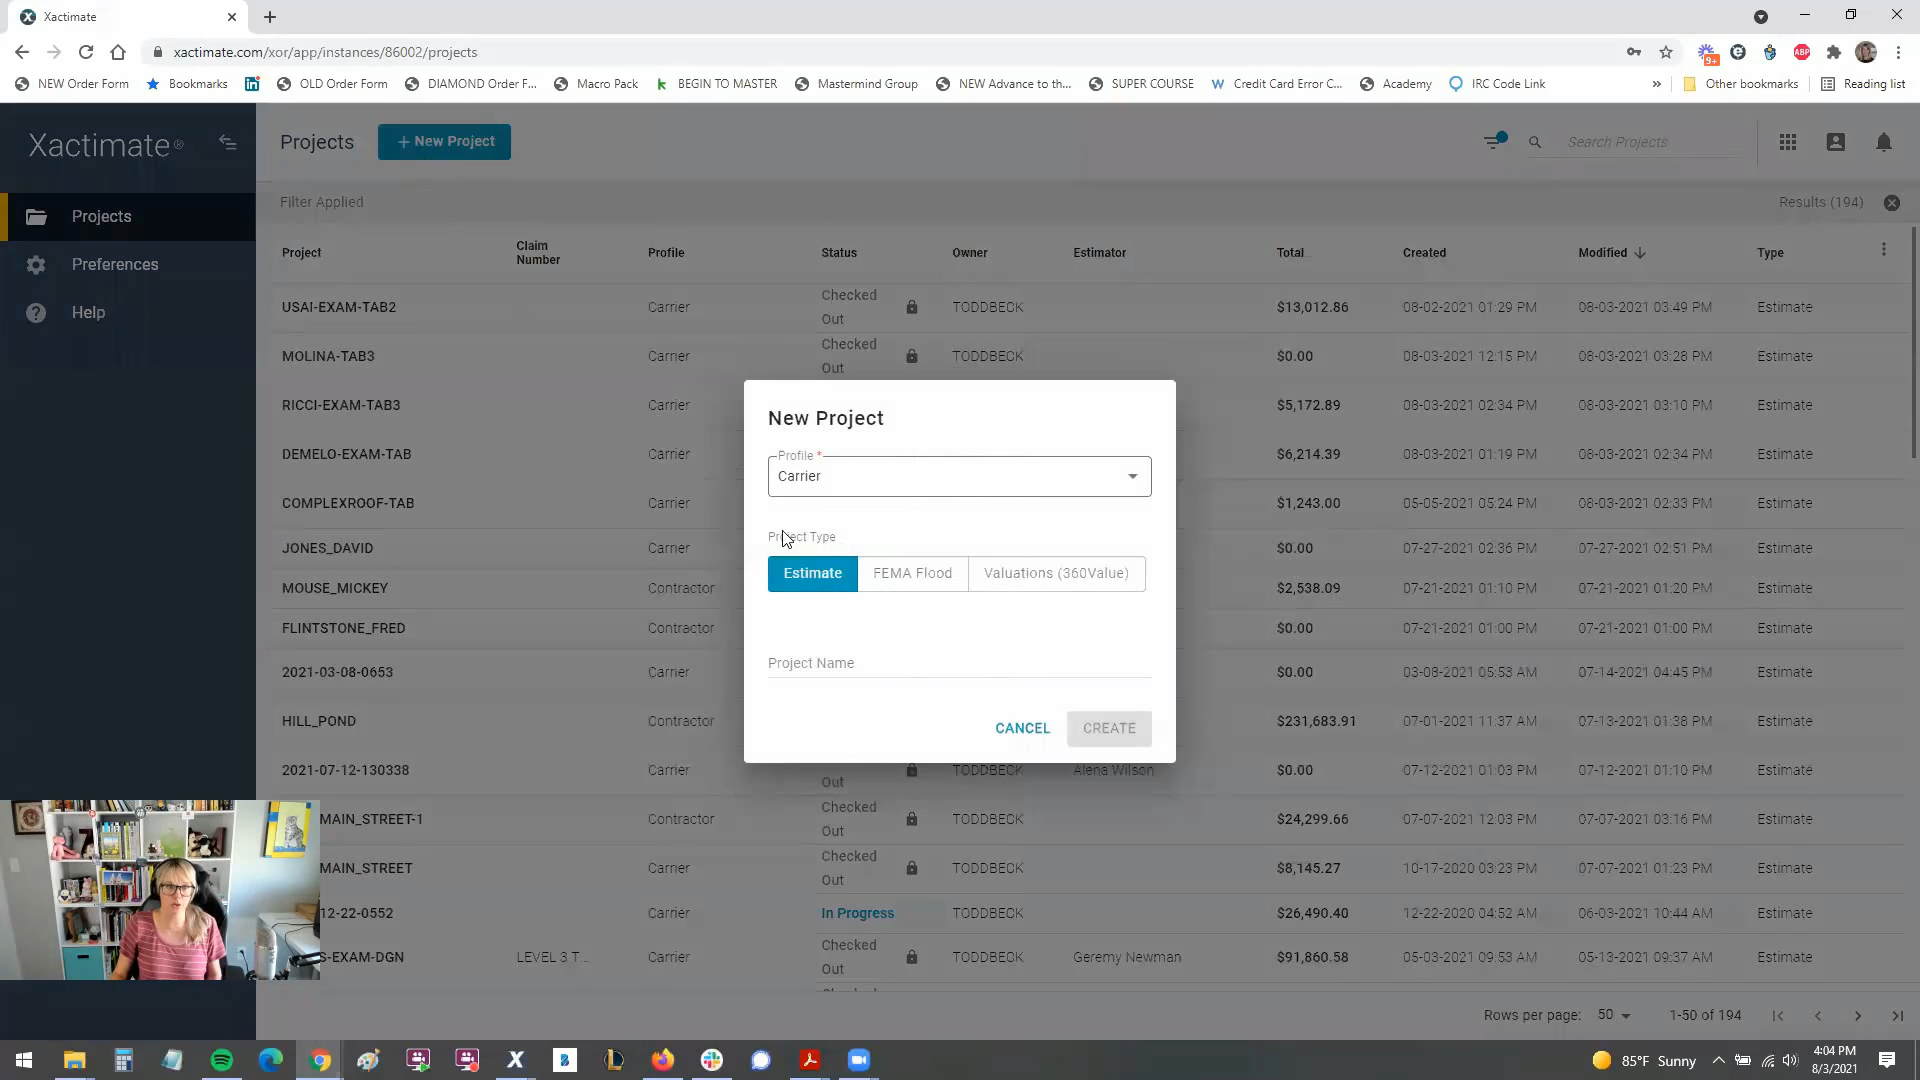 Xactimate
xactimate.com/xor/app/instances/86002/projects
9+
ABP
NEW Order Form
Bookmarks
OLD Order Form
DIAMOND Order F...
Macro Pack
BEGIN TO MASTER
Mastermind Group
NEW Advance to th...
SUPER COURSE
Credit Card Error C...
Academy
IRC Code Link
»
Other bookmarks
Reading list
Xactimate®
Projects
+ New Project
Search Projects
Projects
Preferences
Help
Filter Applied
Results (194)
Project Claim Number Profile Status Owner Estimator Total Created Modified Type
USAI-EXAM-TAB2 Carrier Checked Out TODDBECK $13,012.86 08-02-2021 01:29 PM 08-03-2021 03:49 PM Estimate
MOLINA-TAB3 Carrier Checked Out TODDBECK $0.00 08-03-2021 12:15 PM 08-03-2021 03:28 PM Estimate
RICCI-EXAM-TAB3 Carrier $5,172.89 08-03-2021 02:34 PM 08-03-2021 03:10 PM Estimate
DEMELO-EXAM-TAB Carrier $6,214.39 08-03-2021 01:19 PM 08-03-2021 02:34 PM Estimate
COMPLEXROOF-TAB Carrier $1,243.00 05-05-2021 05:24 PM 08-03-2021 02:33 PM Estimate
JONES_DAVID Carrier $0.00 07-27-2021 02:36 PM 07-27-2021 02:51 PM Estimate
MOUSE_MICKEY Contractor $2,538.09 07-21-2021 01:10 PM 07-21-2021 01:20 PM Estimate
FLINTSTONE_FRED Contractor $0.00 07-21-2021 01:00 PM 07-21-2021 01:00 PM Estimate
2021-03-08-0653 Carrier $0.00 03-08-2021 05:53 AM 07-14-2021 04:45 PM Estimate
HILL_POND Contractor $231,683.91 07-01-2021 11:37 AM 07-13-2021 01:38 PM Estimate
2021-07-12-130338 Carrier Out TODDBECK Alena Wilson $0.00 07-12-2021 01:03 PM 07-12-2021 01:10 PM Estimate
MAIN_STREET-1 Contractor Checked Out TODDBECK $24,299.66 07-07-2021 12:03 PM 07-07-2021 03:16 PM Estimate
MAIN_STREET Carrier Checked Out TODDBECK $8,145.27 10-17-2020 03:23 PM 07-07-2021 01:23 PM Estimate
12-22-0552 Carrier In Progress TODDBECK $26,490.40 12-22-2020 04:52 AM 06-03-2021 10:44 AM Estimate
S-EXAM-DGN LEVEL 3 T... Carrier Checked Out TODDBECK Geremy Newman $91,860.58 05-03-2021 09:53 AM 05-13-2021 09:37 AM Estimate
New Project
Profile *
Carrier
Project Type
Estimate FEMA Flood Valuations (360Value)
Project Name
CANCEL CREATE
Rows per page: 50 1-50 of 194
85°F Sunny
4:04 PM
8/3/2021